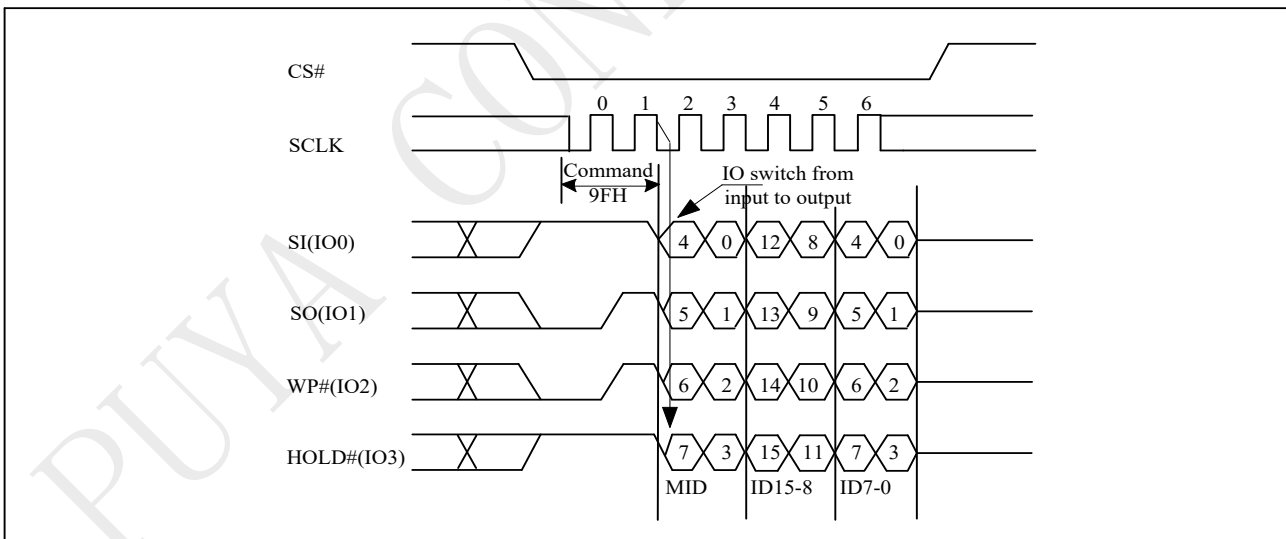 PUYA CON
CS#
0 1 2 3 4 5 6
SCLK
Command
9FH
IO switch from
input to output
SI(IO0)
4 0 12 8 4 0
SO(IO1)
5 1 13 9 5 1
WP#(IO2)
6 2 14 10 6 2
HOLD#(IO3)
7 3 15 11 7 3
MID ID15-8 ID7-0